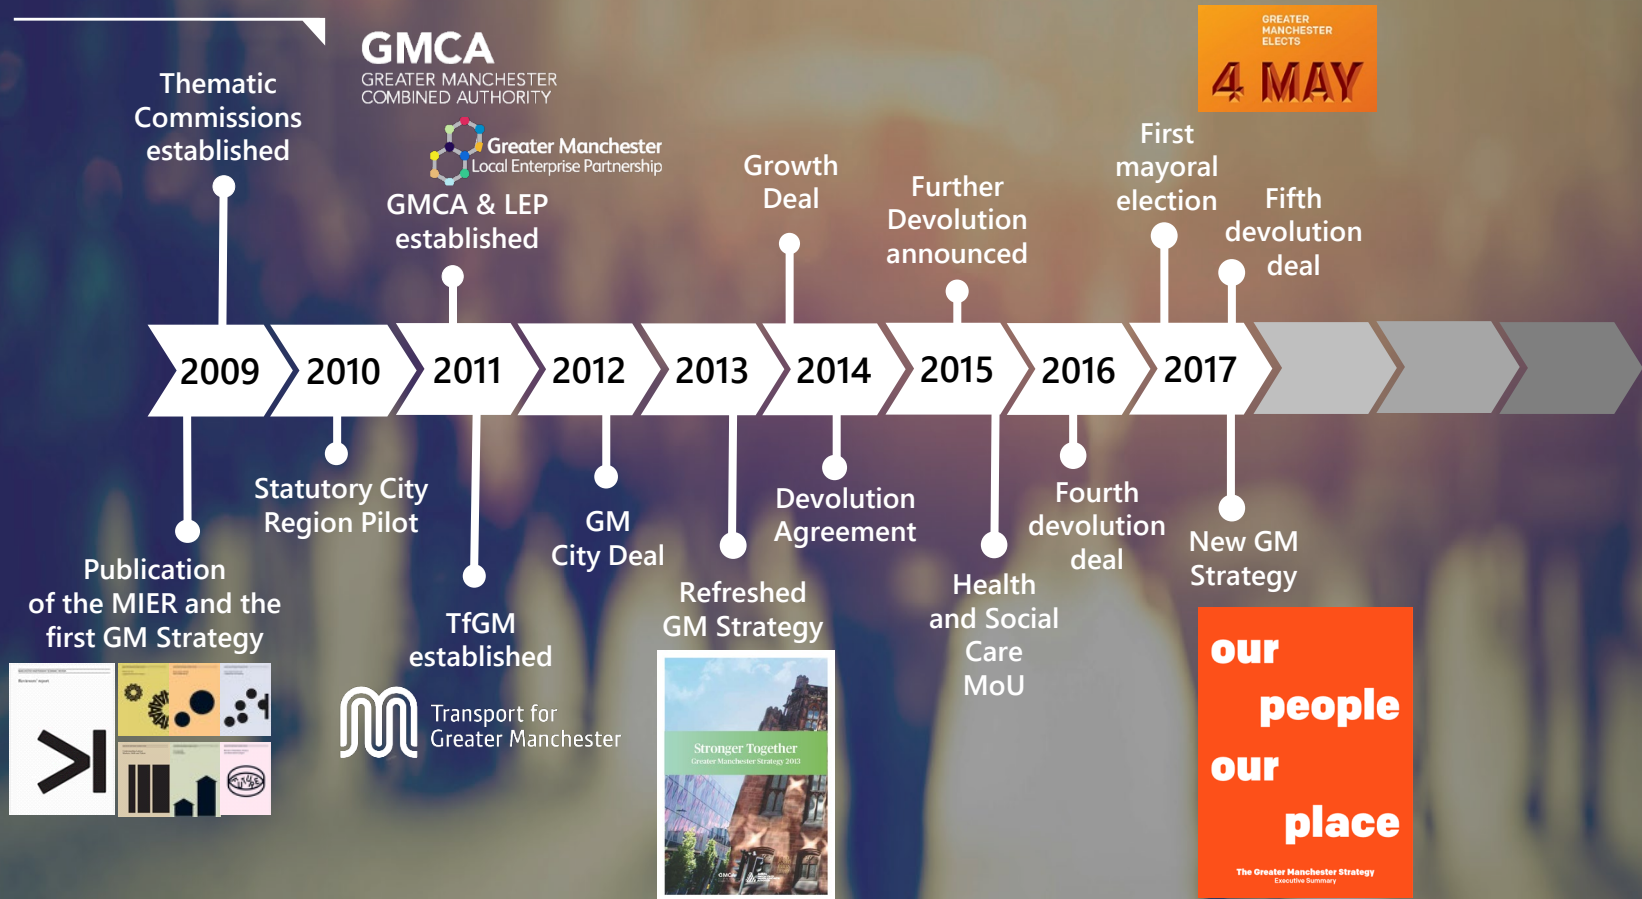 Thematic
Commissions
established
GMCA
GREATER MANCHESTER
COMBINED AUTHORITY
Greater Manchester
Local Enterprise Partnership
GMCA & LEP
established
Growth
Deal
Further
Devolution
announced
GREATER
MANCHESTER
ELECTS
4 MAY
First
mayoral
election
Fifth
devolution
deal
2009
2010
2011
2012
2013
2014
2015
2016
2017
Publication
of the MIER and the
first GM Strategy
Statutory City
Region Pilot
TfGM
established
Transport for
Greater Manchester
GM
City Deal
Refreshed
GM Strategy
Stronger Together
Greater Manchester Strategy 2013
Devolution
Agreement
Health
and Social
Care
MoU
Fourth
devolution
deal
New GM
Strategy
our
people
our
place
The Greater Manchester Strategy
Executive Summary